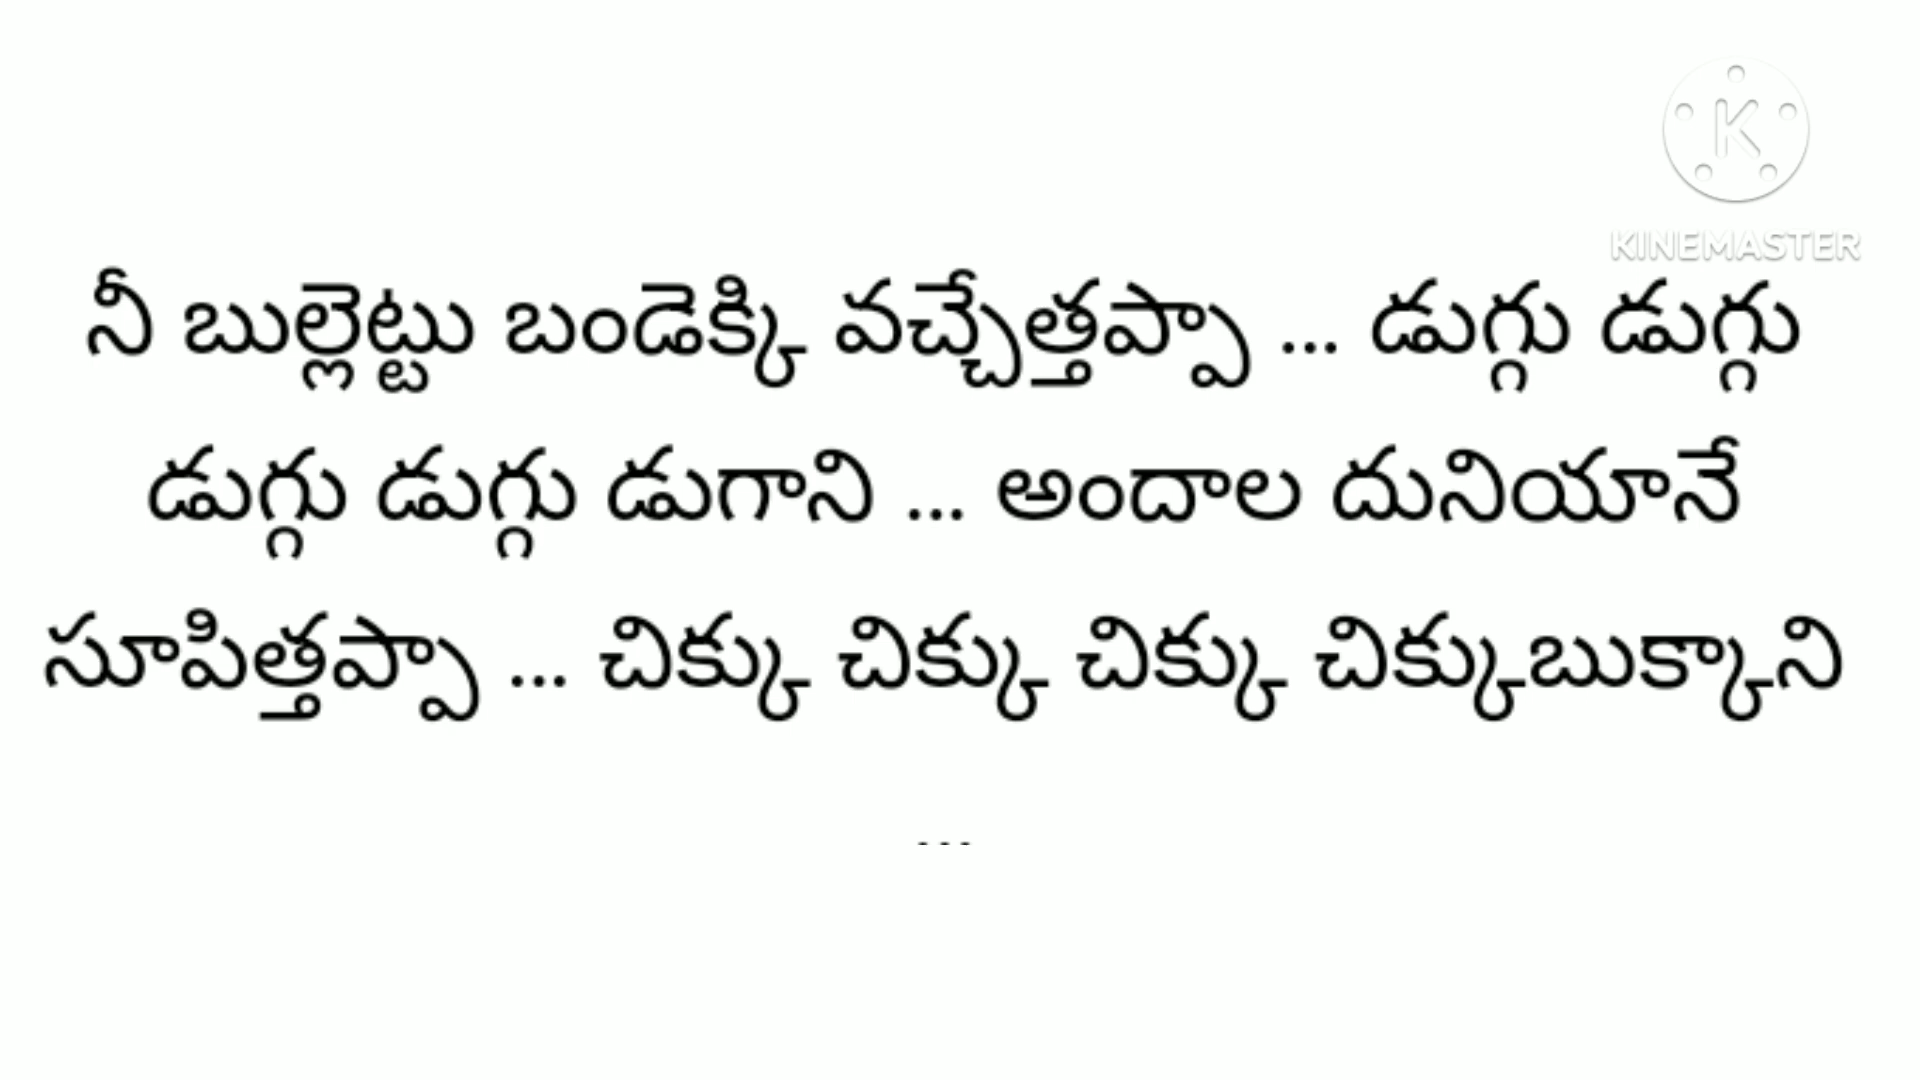 KINEMASTER
నీ బుల్లెట్టు బండెక్కి వచ్చేత్తప్పా ... డుగ్గు డుగ్గు
డుగ్గు డుగ్గు డుగాని ... అందాల దునియానే
సూపిత్తప్పా ... చిక్కు చిక్కు చిక్కు చిక్కుబుక్కాని
...